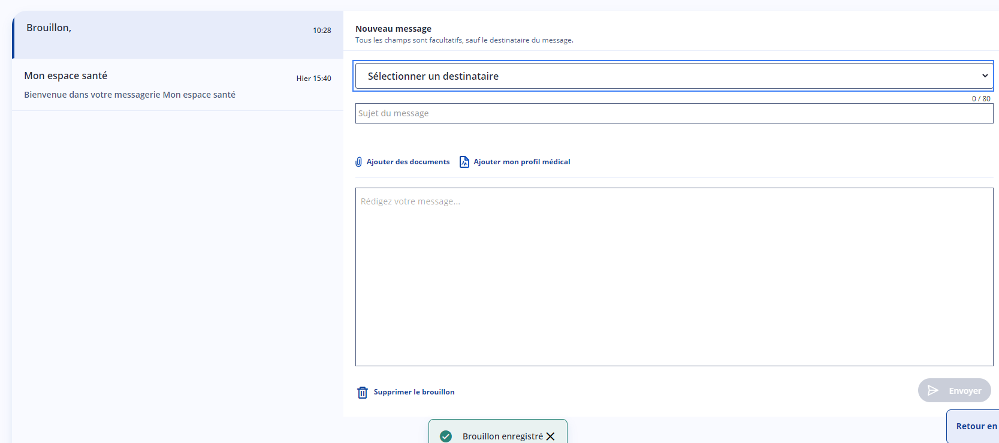 Brouillon,
10:28
Mon espace santé
Hier 15:40
Bienvenue dans votre messagerie Mon espace santé
Nouveau message
Tous les champs sont facultatifs, sauf le destinataire du message.
Sélectionner un destinataire
0 / 80
Sujet du message
Ajouter des documents
Ajouter mon profil médical
Rédigez votre message...
Supprimer le brouillon
Envoyer
Brouillon enregistré
Retour en